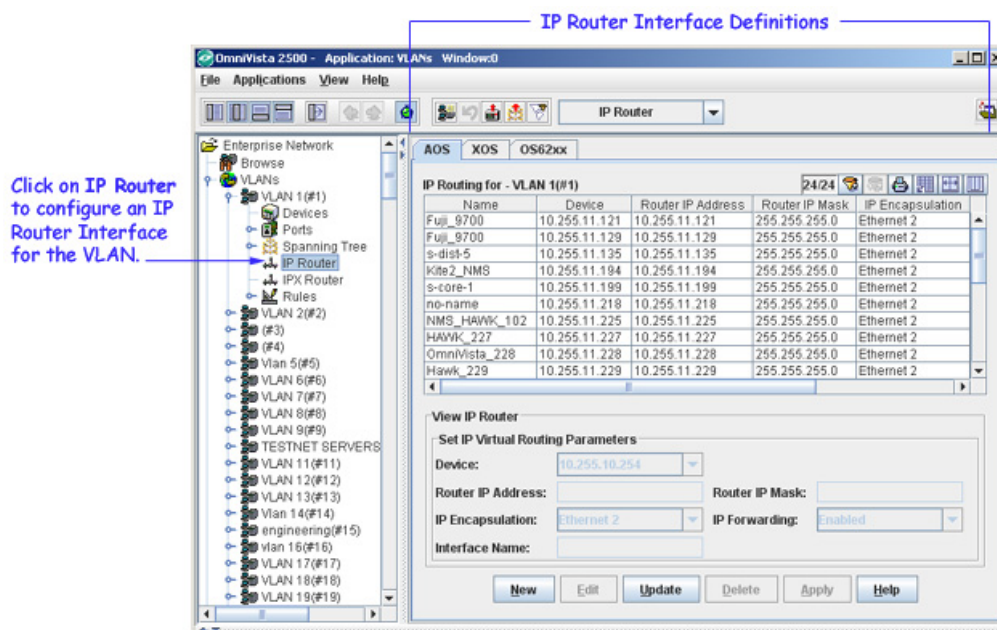 IP Router Interface Definitions
OmniVista 2500 - Application: VLANs Window:0
File Applications View Help
IP Router
Click on IP Router
to configure an IP
Router Interface
for the VLAN.
Enterprise Network
Browse
VLANs
VLAN 1(#1)
Devices
Ports
Spanning Tree
IP Router
IPX Router
Rules
VLAN 2(#2)
(#3)
(#4)
Vlan 5(#5)
VLAN 6(#6)
VLAN 7(#7)
VLAN 8(#8)
VLAN 9(#9)
TESTNET SERVERS
VLAN 11(#11)
VLAN 12(#12)
VLAN 13(#13)
Vlan 14(#14)
engineering(#15)
vlan 16(#16)
VLAN 17(#17)
VLAN 18(#18)
VLAN 19(#19)
AOS XOS OS62xx
IP Routing for - VLAN 1(#1) 24/24
Name Device Router IP Address Router IP Mask IP Encapsulation
Fuji_9700 10.255.11.121 10.255.11.121 255.255.255.0 Ethernet 2
Fuji_9700 10.255.11.129 10.255.11.129 255.255.255.0 Ethernet 2
s-dist-5 10.255.11.135 10.255.11.135 255.255.255.0 Ethernet 2
Kite2_NMS 10.255.11.194 10.255.11.194 255.255.255.0 Ethernet 2
s-core-1 10.255.11.199 10.255.11.199 255.255.255.0 Ethernet 2
no-name 10.255.11.218 10.255.11.218 255.255.255.0 Ethernet 2
NMS_HAWK_102 10.255.11.225 10.255.11.225 255.255.255.0 Ethernet 2
HAWK_227 10.255.11.227 10.255.11.227 255.255.255.0 Ethernet 2
OmniVista_228 10.255.11.228 10.255.11.228 255.255.255.0 Ethernet 2
Hawk_229 10.255.11.229 10.255.11.229 255.255.255.0 Ethernet 2
View IP Router
Set IP Virtual Routing Parameters
Device: 10.255.10.254
Router IP Address: Router IP Mask:
IP Encapsulation: Ethernet 2 IP Forwarding: Enabled
Interface Name:
New Edit Update Delete Apply Help